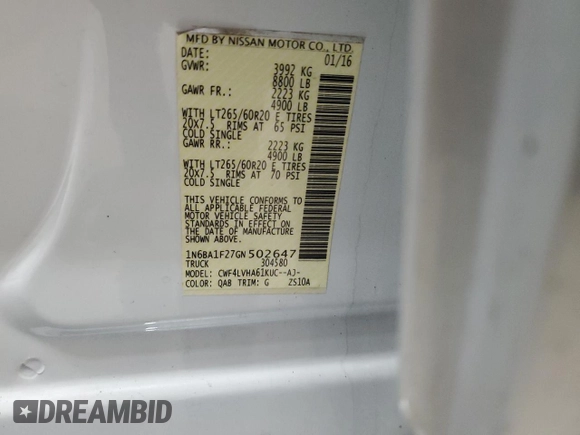 MFD BY NISSAN MOTOR CO., LTD.
DATE: 01/16
GVWR: 3992 KG
8800 LB
GAWR FR.: 2223 KG
4900 LB
WITH LT265/60R20 E TIRES
20x7.5 RIMS AT 65 PSI
COLD SINGLE
GAWR RR.: 2223 KG
4900 LB
WITH LT265/60R20 E TIRES
20x7.5 RIMS AT 70 PSI
COLD SINGLE
THIS VEHICLE CONFORMS TO
ALL APPLICABLE FEDERAL
MOTOR VEHICLE SAFETY
STANDARDS IN EFFECT ON
THE DATE OF MANUFACTURE
SHOWN ABOVE.
1N6BA1F27GN502647
TRUCK 304580
MODEL: CWF4LVHA61KUC--AJ-
COLOR: QAB TRIM: G ZS10A
DREAMBID